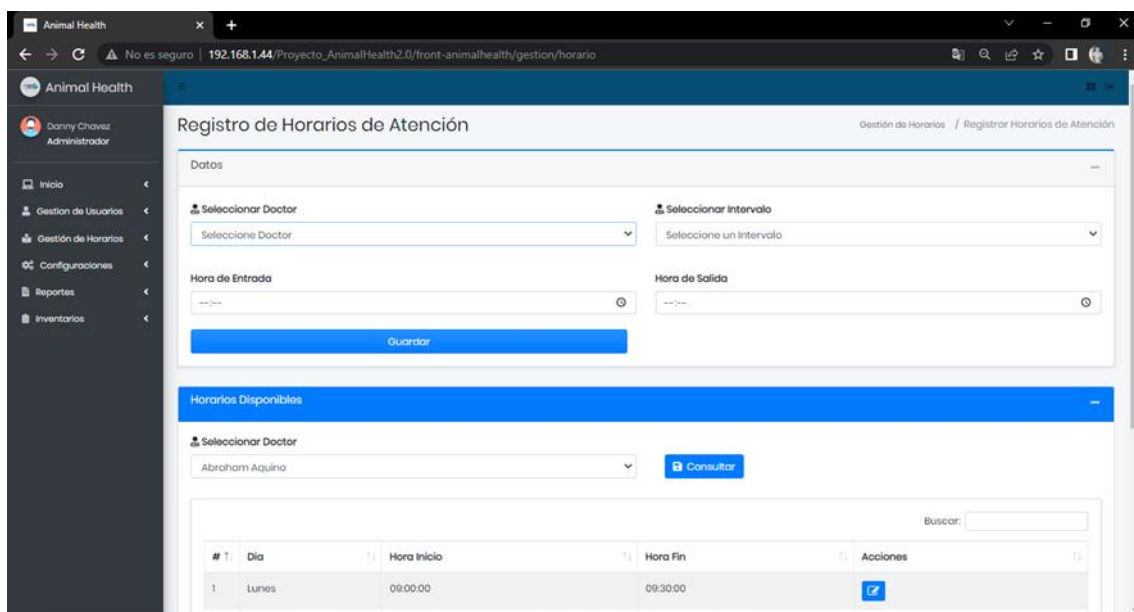 Animal Health
No es seguro | 192.168.1.44/Proyecto_AnimalHealth2.0/front-animalhealth/gestion/horario
Animal Health
Danny Chavez
Administrador
Inicio
Gestion de Usuarios
Gestión de Horarios
Configuraciones
Reportes
Inventarios
Registro de Horarios de Atención
Gestión de Horarios / Registrar Horarios de Atención
Datos
Seleccionar Doctor
Seleccionar Intervalo
Seleccione Doctor
Seleccione un Intervalo
Hora de Entrada
Hora de Salida
--:--
--:--
Guardar
Horarios Disponibles
Seleccionar Doctor
Abraham Aquino
Consultar
Buscar:
# Dia Hora Inicio Hora Fin Acciones
1 Lunes 09:00:00 09:30:00